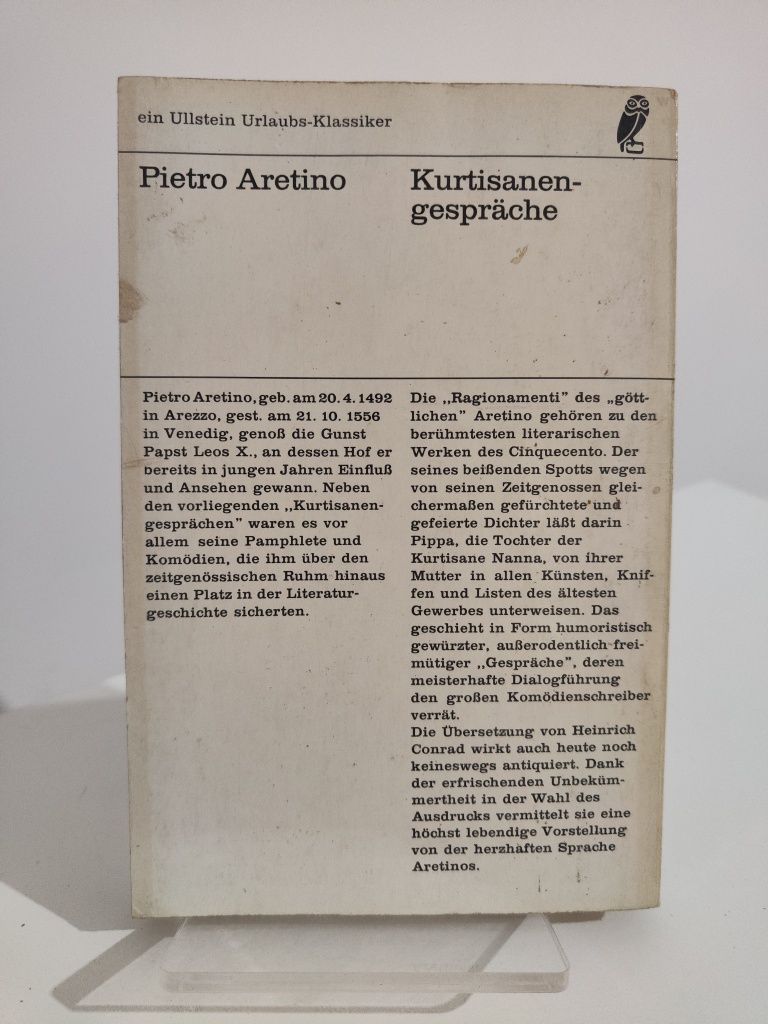 ein Ullstein Urlaubs-Klassiker
Pietro Aretino
Kurtisanen-
gespräche
Pietro Aretino, geb. am 20. 4. 1492
in Arezzo, gest. am 21. 10. 1556
in Venedig, genoß die Gunst
Papst Leos X., an dessen Hof er
bereits in jungen Jahren Einfluß
und Ansehen gewann. Neben
den vorliegenden ,,Kurtisanen-
gesprächen" waren es vor
allem seine Pamphlete und
Komödien, die ihm über den
zeitgenössischen Ruhm hinaus
einen Platz in der Literatur-
geschichte sicherten.
Die ,,Ragionamenti" des „gött-
lichen" Aretino gehören zu den
berühmtesten literarischen
Werken des Cinquecento. Der
seines beißenden Spotts wegen
von seinen Zeitgenossen glei-
chermaßen gefürchtete und
gefeierte Dichter läßt darin
Pippa, die Tochter der
Kurtisane Nanna, von ihrer
Mutter in allen Künsten, Knif-
fen und Listen des ältesten
Gewerbes unterweisen. Das
geschieht in Form humoristisch
gewürzter, außerodentlich frei-
mütiger ,,Gespräche", deren
meisterhafte Dialogführung
den großen Komödienschreiber
verrät.
Die Übersetzung von Heinrich
Conrad wirkt auch heute noch
keineswegs antiquiert. Dank
der erfrischenden Unbeküm-
mertheit in der Wahl des
Ausdrucks vermittelt sie eine
höchst lebendige Vorstellung
von der herzhaften Sprache
Aretinos.